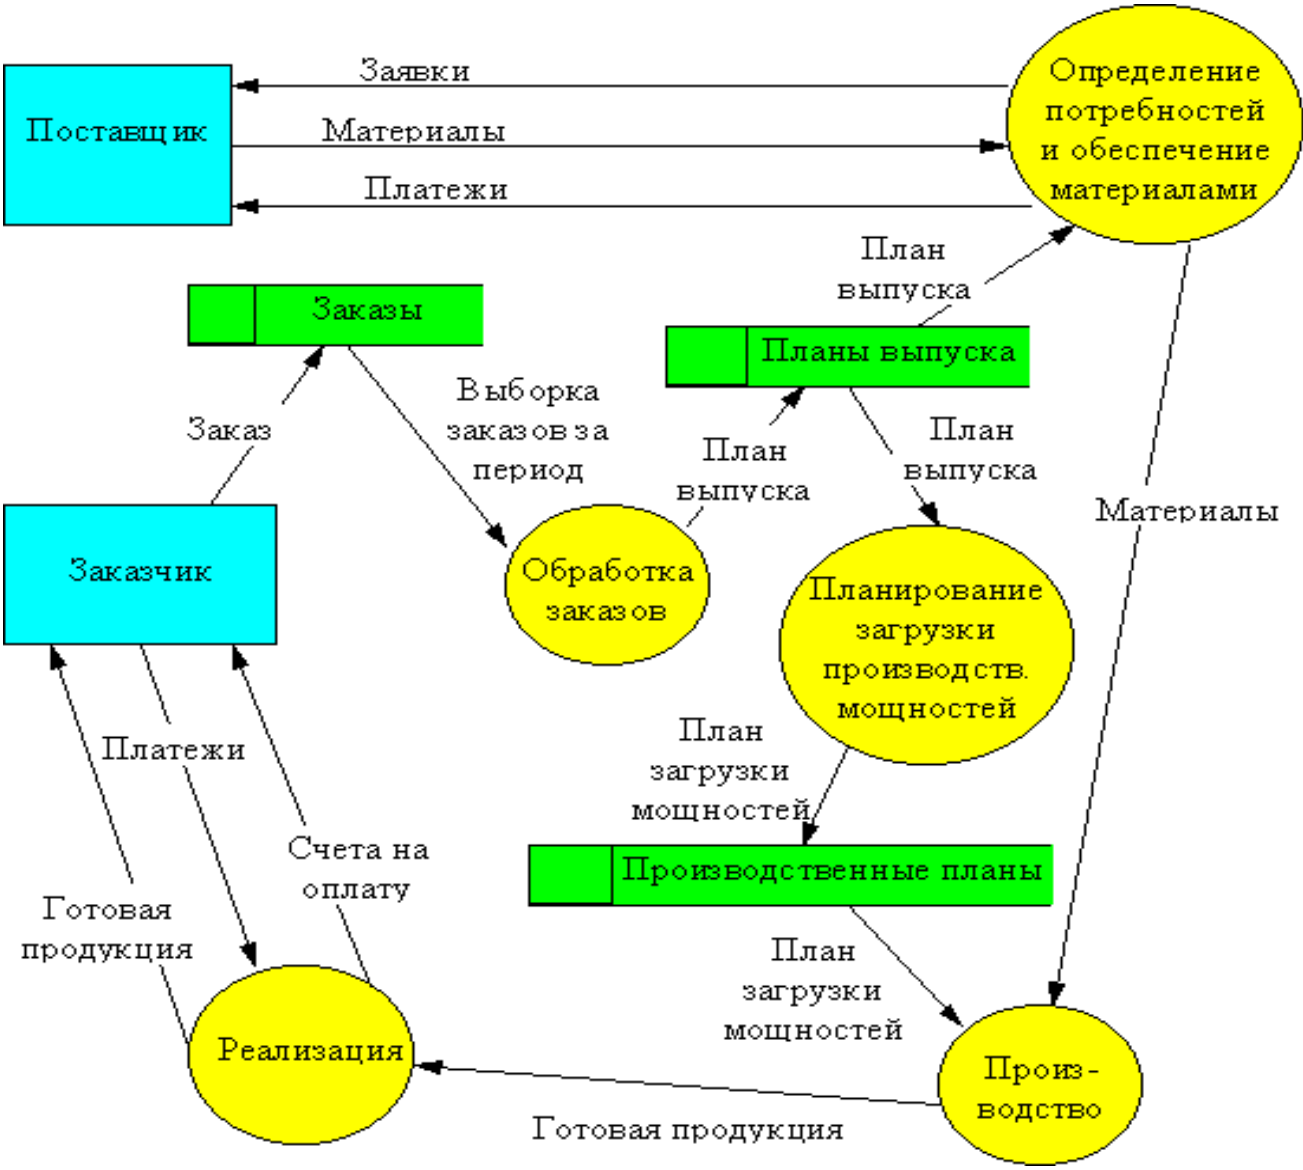 Заявки
Определение
потребностей
и обеспечение
материалами
Поставщик
Материалы
Платежи
План
выпуска
Заказы
Планы выпуска
Выборка
заказов за
период
Заказ
План
выпуска
План
выпуска
Материалы
Заказчик
Обработка
заказов
Планирование
загрузки
производств.
мощностей
План
загрузки
мощностей
Платежи
Счета на
оплату
Производственные планы
Готовая
продукция
План
загрузки
мощностей
Реализация
Произ-
водство
Готовая продукция